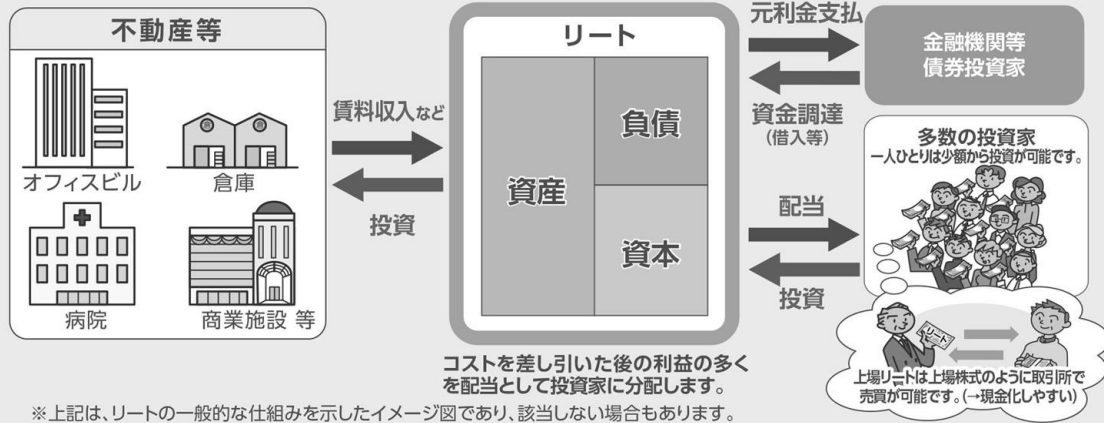 不動産等
オフィスビル
倉庫
病院
商業施設 等
賃料収入など
投資
リート
資産
負債
資本
コストを差し引いた後の利益の多く
を配当として投資家に分配します。
元利金支払
資金調達
(借入等)
金融機関等
債券投資家
配当
投資
多数の投資家
一人ひとりは少額から投資が可能です。
リート
上場リートは上場株式のように取引所で
売買が可能です。(→現金化しやすい)
※上記は、リートの一般的な仕組みを示したイメージ図であり、該当しない場合もあります。